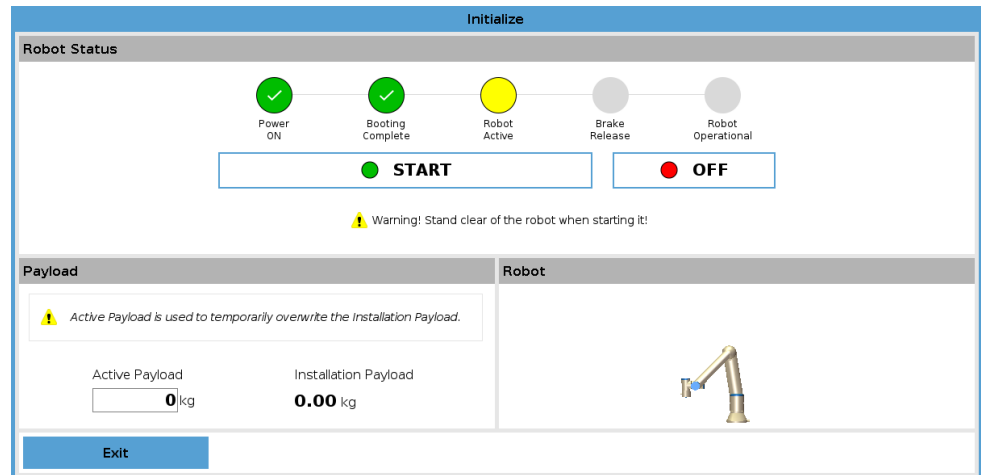 Initialize
Robot Status
Power
ON
Booting
Complete
Robot
Active
Brake
Release
Robot
Operational
START
OFF
Warning! Stand clear of the robot when starting it!
Payload
Robot
Active Payload is used to temporarily overwrite the Installation Payload.
Active Payload
Installation Payload
0 kg
0.00 kg
Exit